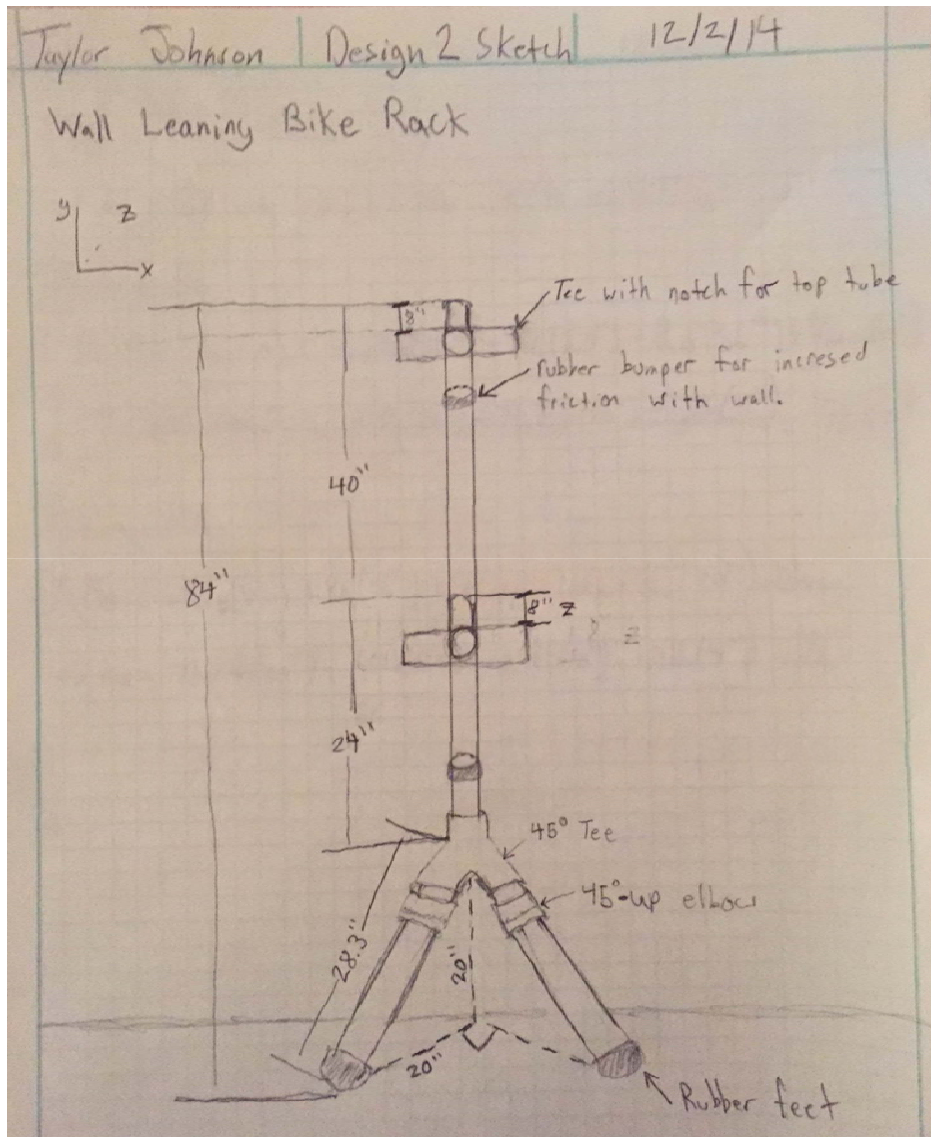 Taylor Johnson | Design 2 Sketch | 12/2/14
Wall Leaning Bike Rack
y z
x
Tee with notch for top tube
8"
rubber bumper for incresed
friction with wall.
40"
84"
8" z
z
24"
45° Tee
45°-up elbow
28.3"
20"
20"
Rubber feet